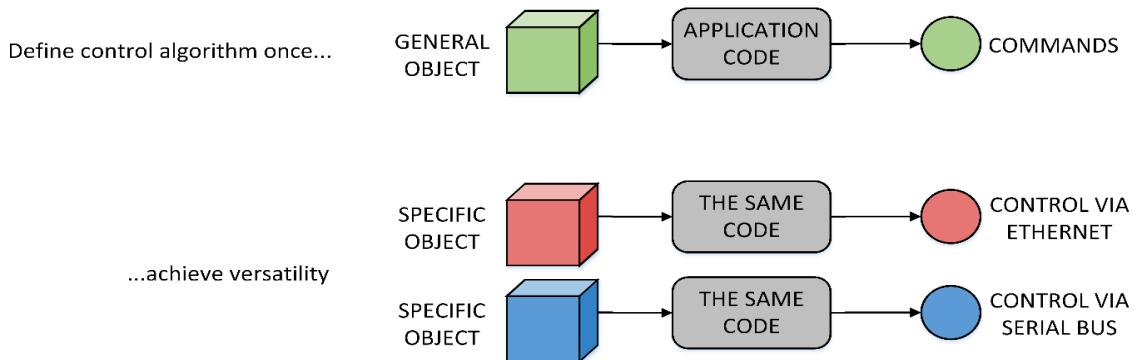 Define control algorithm once...
GENERAL
OBJECT
APPLICATION
CODE
COMMANDS
...achieve versatility
SPECIFIC
OBJECT
THE SAME
CODE
CONTROL VIA
ETHERNET
SPECIFIC
OBJECT
THE SAME
CODE
CONTROL VIA
SERIAL BUS